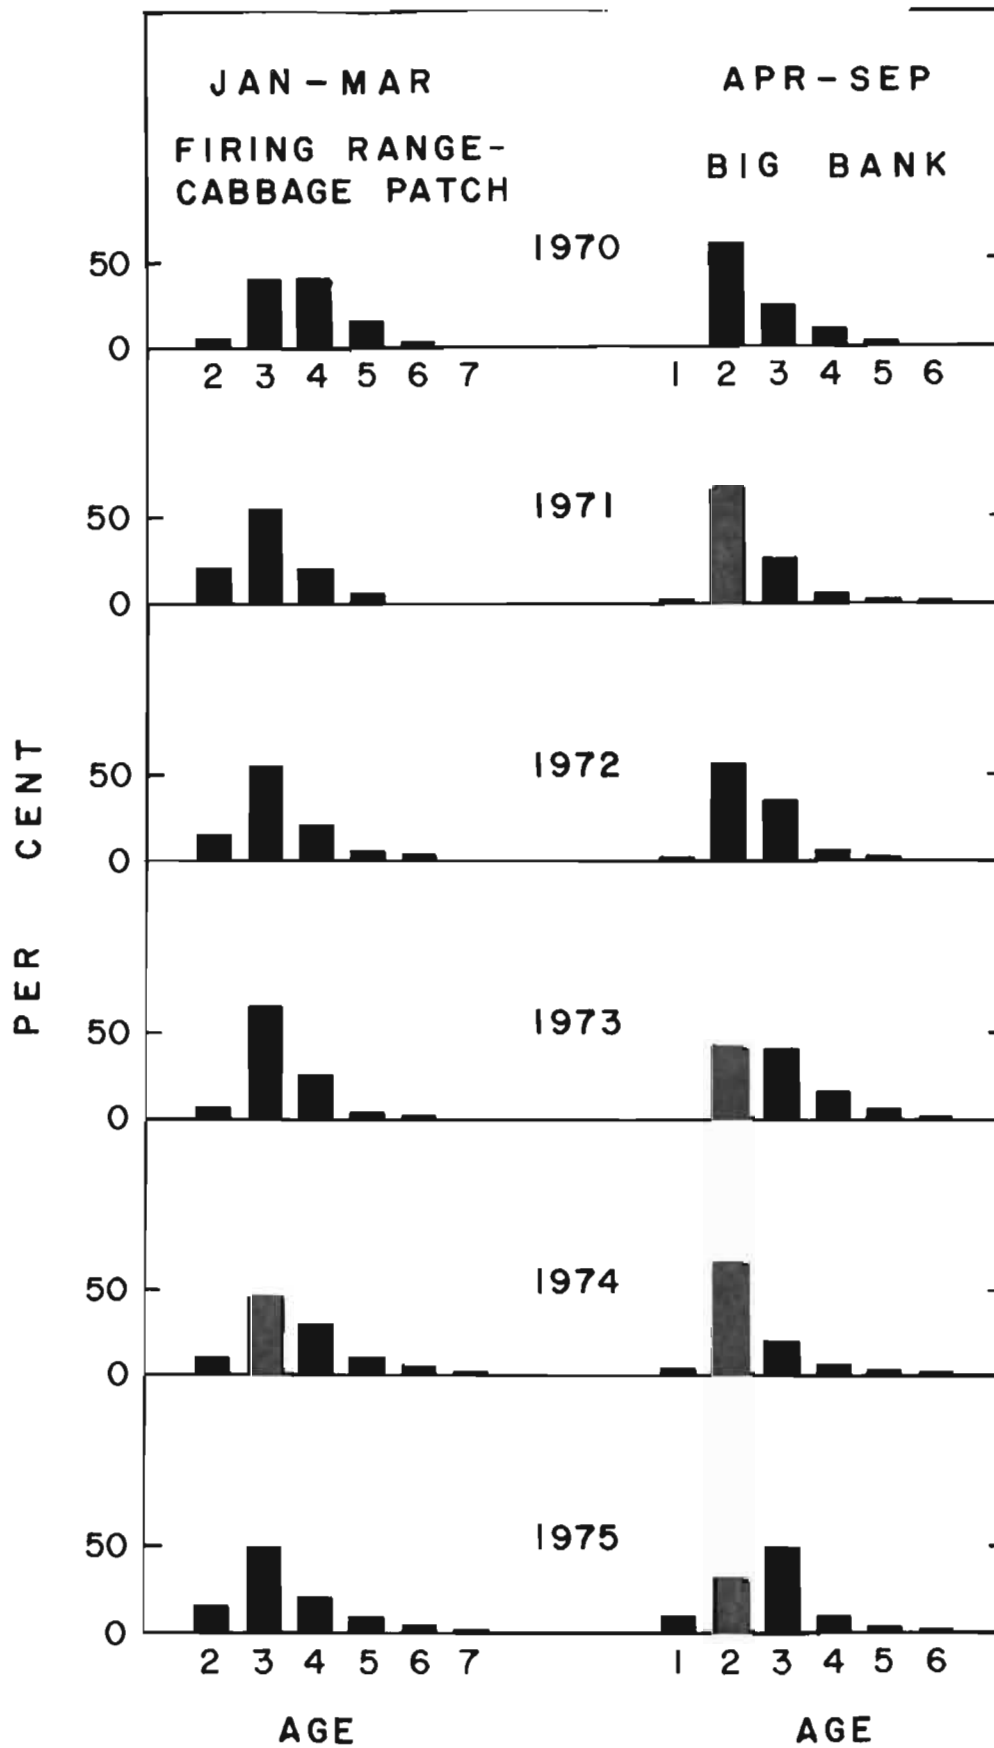 JAN-MAR APR-SEP
FIRING RANGE-
CABBAGE PATCH
BIG BANK
1970
50
0
2 3 4 5 6 7 1 2 3 4 5 6
1971
50
0
1972
50
0
1973
50
0
1974
50
0
1975
50
0
2 3 4 5 6 7 1 2 3 4 5 6
AGE AGE
PER CENT